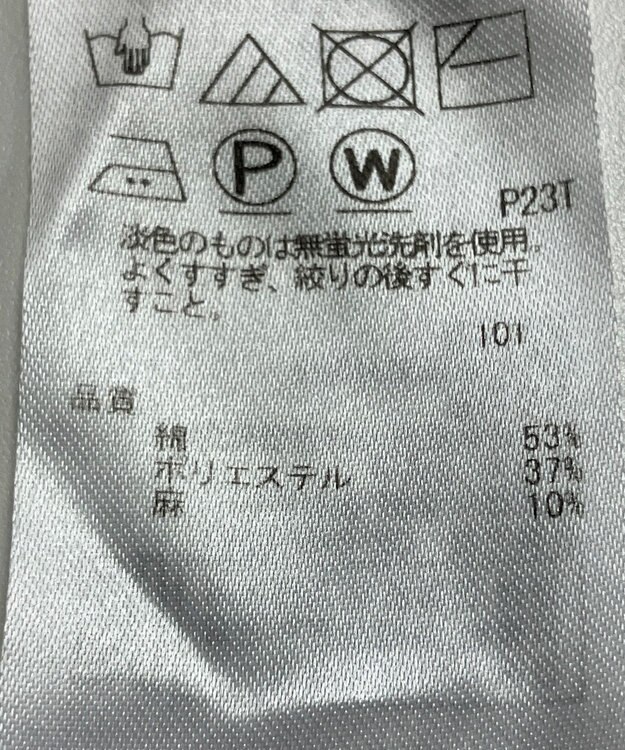 P W
P23T
淡色のものは無蛍光洗剤を使用。
よくすすぎ、絞りの後すぐに干
すこと。
101
品質
綿 53%
ポリエステル 37%
麻 10%